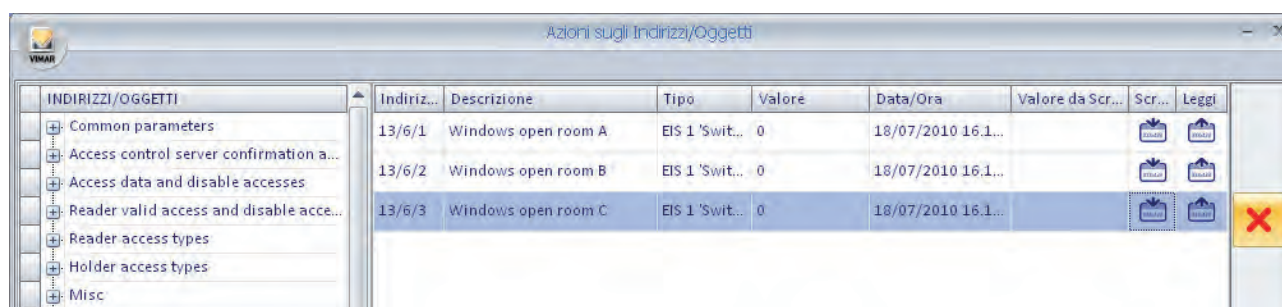 Azioni sugli Indirizzi/Oggetti
VIMAR
INDIRIZZI/OGGETTI
Common parameters
Access control server confirmation a...
Access data and disable accesses
Reader valid access and disable acce...
Reader access types
Holder access types
Misc
Indiriz... Descrizione Tipo Valore Data/Ora Valore da Scr... Scr... Leggi
13/6/1 Windows open room A EIS 1 'Swit... 0 18/07/2010 16.1...
13/6/2 Windows open room B EIS 1 'Swit... 0 18/07/2010 16.1...
13/6/3 Windows open room C EIS 1 'Swit... 0 18/07/2010 16.1...